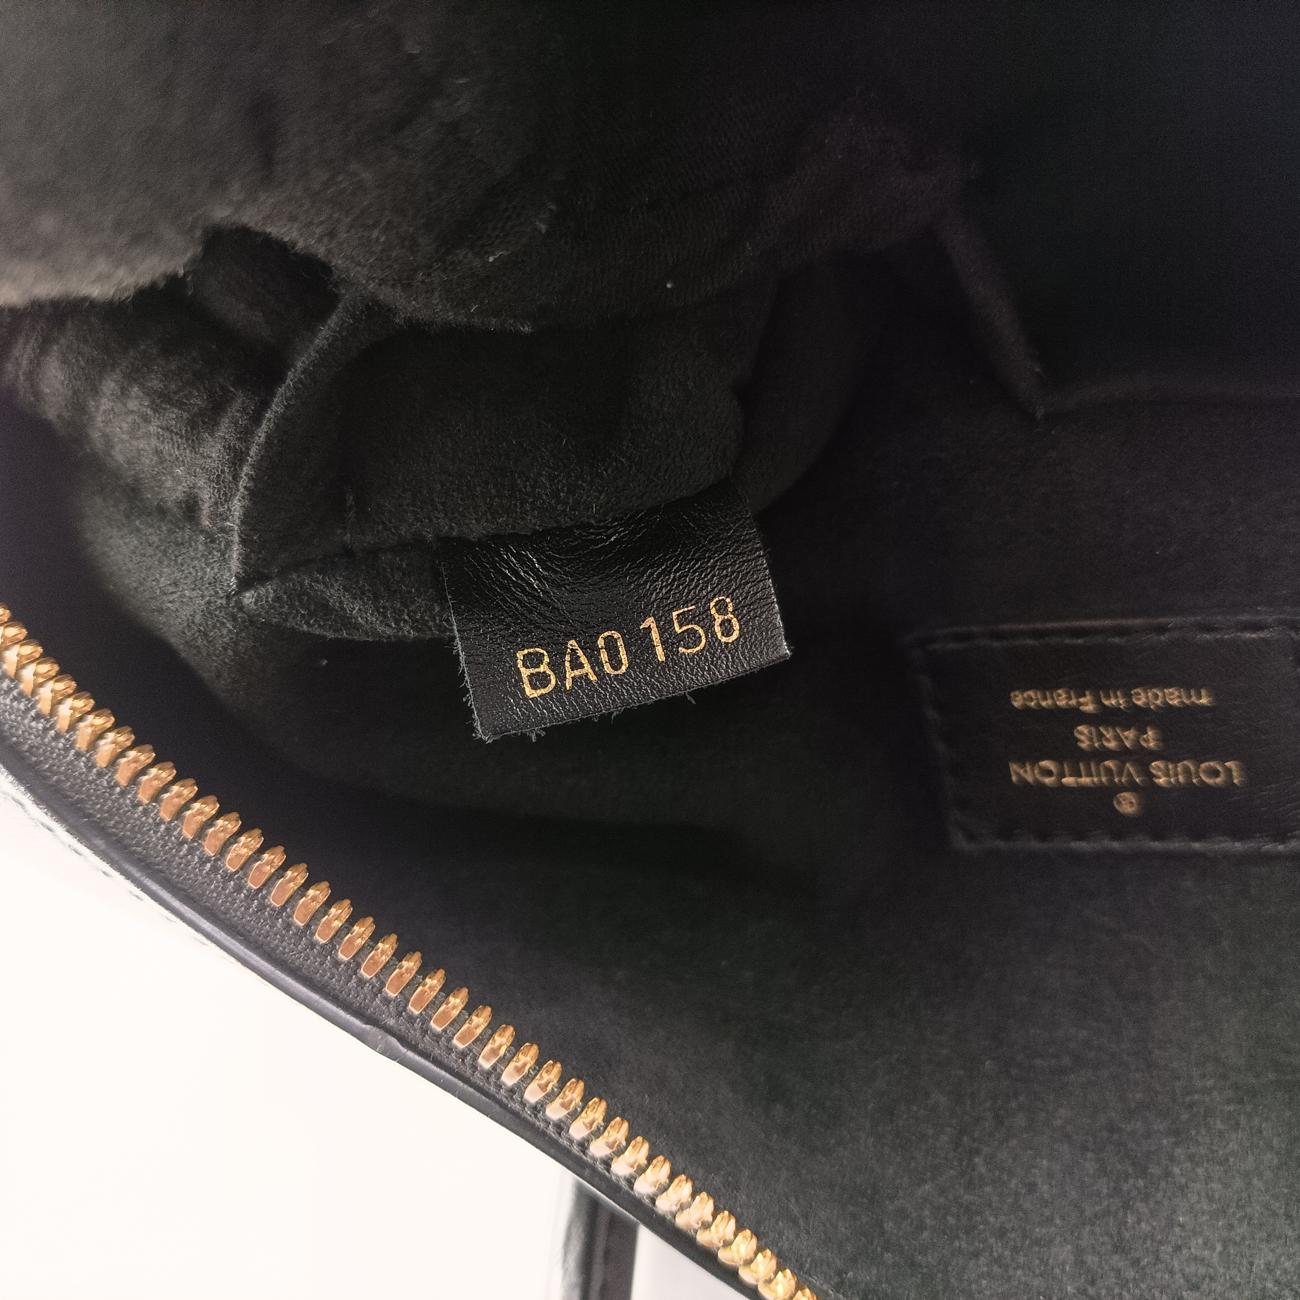 BA0158
®
LOUIS VUITTON
PARIS
made in France